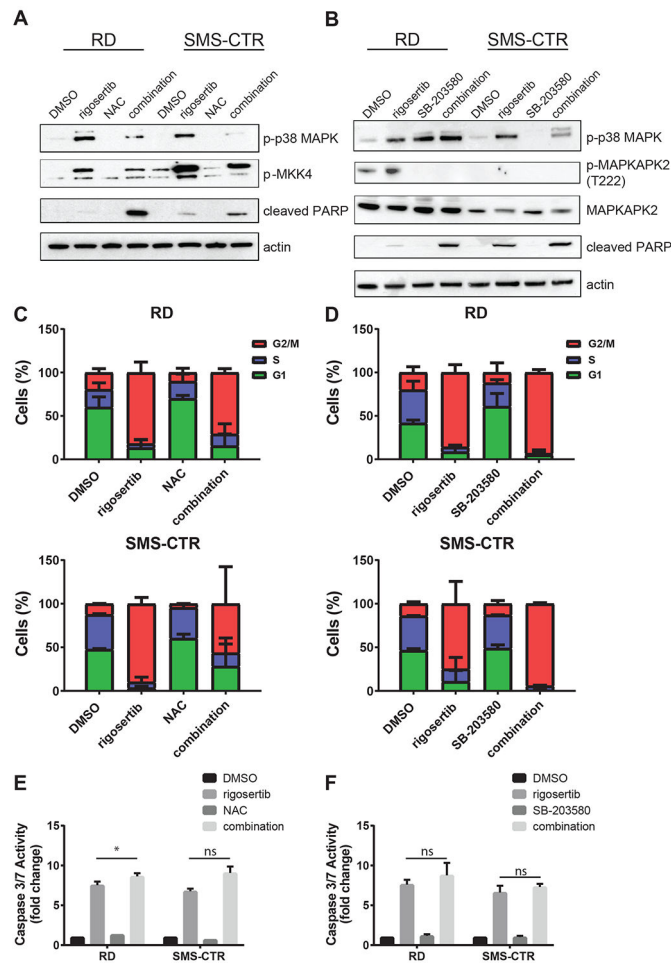 A
RD
SMS-CTR
DMSO
rigosertib
NAC
combination
DMSO
rigosertib
NAC
combination
p-p38 MAPK
p-MKK4
cleaved PARP
actin
B
RD
SMS-CTR
DMSO
rigosertib
SB-203580
combination
DMSO
rigosertib
SB-203580
combination
p-p38 MAPK
p-MAPKAPK2
(T222)
MAPKAPK2
cleaved PARP
actin
C
RD
Cells (%)
150
100
50
0
G2/M
S
G1
DMSO
rigosertib
NAC
combination
SMS-CTR
Cells (%)
150
100
50
0
DMSO
rigosertib
NAC
combination
D
RD
Cells (%)
150
100
50
0
G2/M
S
G1
DMSO
rigosertib
SB-203580
combination
SMS-CTR
Cells (%)
150
100
50
0
DMSO
rigosertib
SB-203580
combination
E
DMSO
rigosertib
NAC
combination
Caspase 3/7 Activity
(fold change)
15
10
5
0
*
ns
RD
SMS-CTR
F
DMSO
rigosertib
SB-203580
combination
Caspase 3/7 Activity
(fold change)
15
10
5
0
ns
ns
RD
SMS-CTR